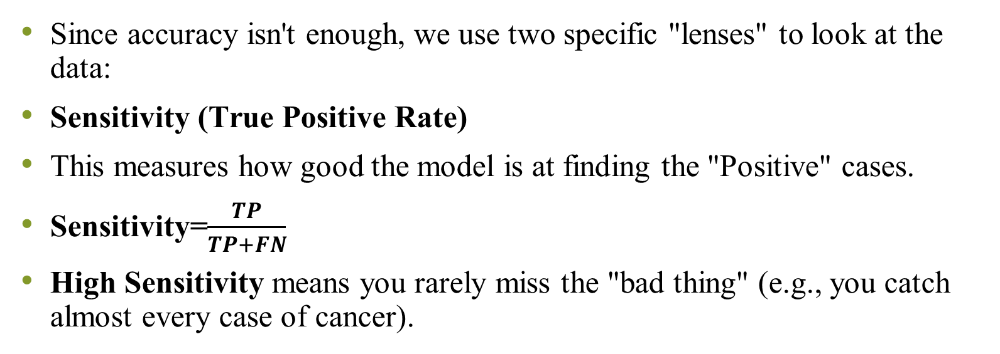 • Since accuracy isn't enough, we use two specific "lenses" to look at the
data:
• Sensitivity (True Positive Rate)
• This measures how good the model is at finding the "Positive" cases.
• Sensitivity=TP/TP+FN
• High Sensitivity means you rarely miss the "bad thing" (e.g., you catch
almost every case of cancer).